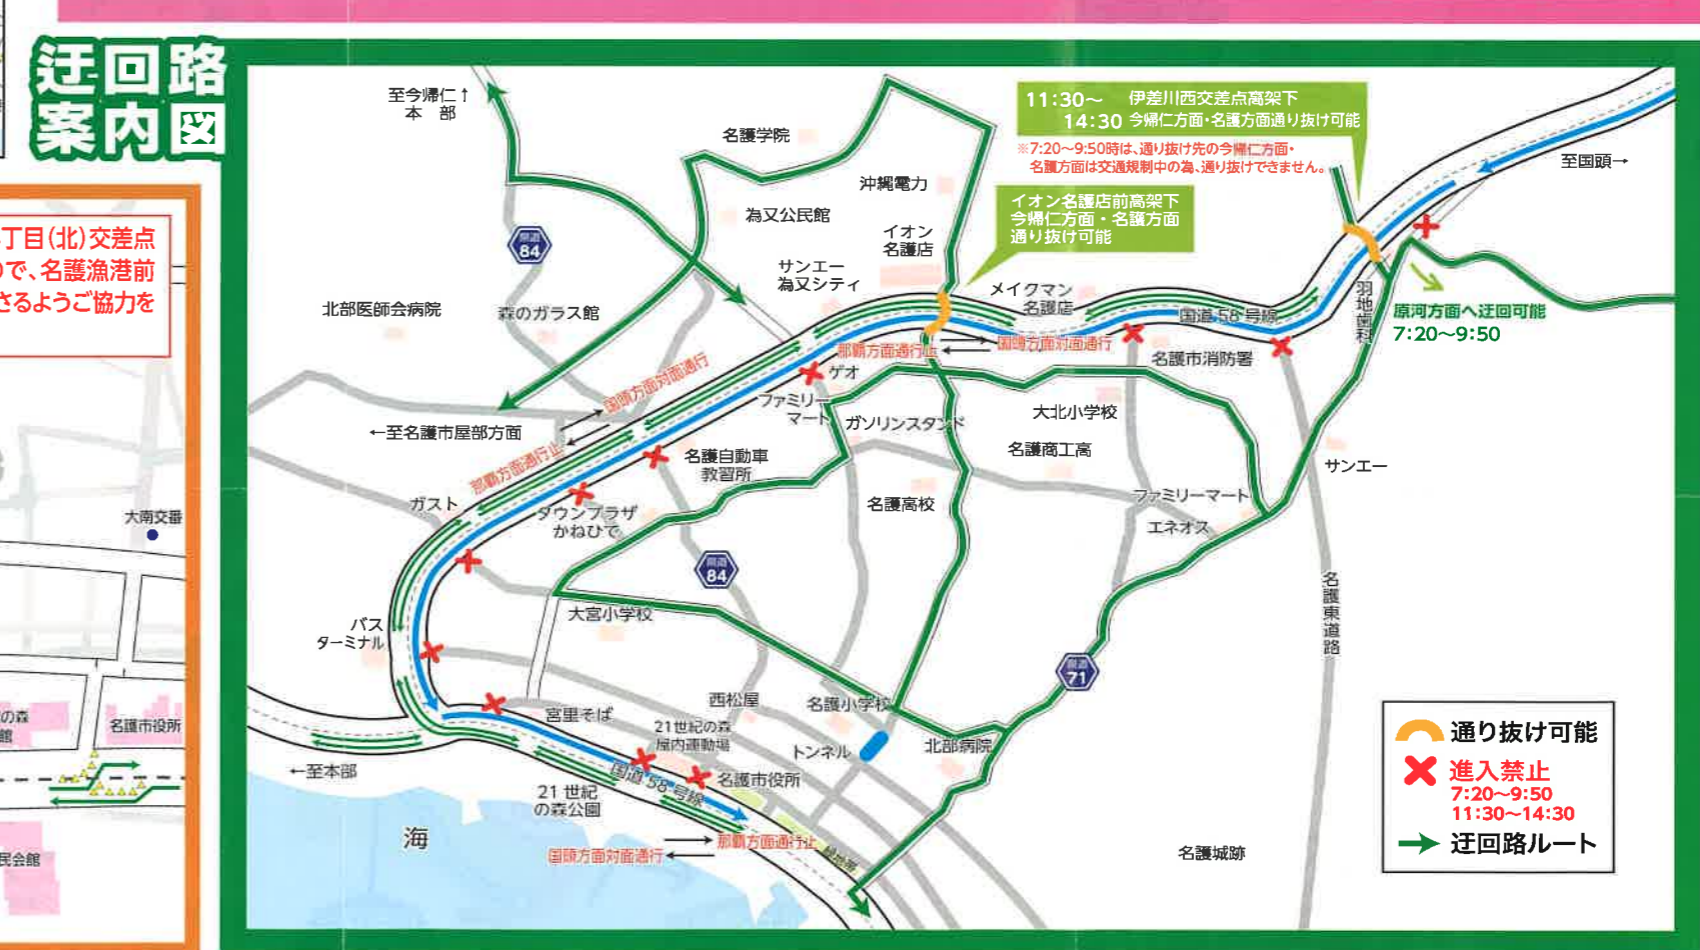 迂回路
案内図
丁目(北)交差点
ので、名護漁港前
さるようご協力を
大南交番
の森
館
名護市役所
民会館
至今帰仁↑
本 部
名護学院
沖縄電力
為又公民館
イオン
名護店
サンエー
為又シティ
県道
84
北部医師会病院
森のガラス館
11:30～ 伊差川西交差点高架下
14:30 今帰仁方面・名護方面通り抜け可能
※7:20～9:50時は、通り抜け先の今帰仁方面・
名護方面は交通規制中の為、通り抜けできません。
イオン名護店前高架下
今帰仁方面・名護方面
通り抜け可能
至国頭→
メイクマン
名護店
国道 58 号線
羽地歯科
原河方面へ迂回可能
7:20～9:50
那覇方面通行止
国頭方面対面通行
名護市消防署
国頭方面対面通行
ゲオ
ファミリー
マート
ガソリンスタンド
大北小学校
名護商工高
←至名護市屋部方面
那覇方面通行止
名護自動車
教習所
サンエー
名護高校
ファミリーマート
エネオス
ガスト
タウンプラザ
かねひで
県道
84
名護東道路
大宮小学校
バス
ターミナル
県道
71
西松屋
名護小学校
宮里そば
21世紀の森
屋内運動場
トンネル
北部病院
←至本部
国道 58 号線
名護市役所
21 世紀
の森公園
海
那覇方面通行止
国頭方面対面通行
緑地帯
名護城跡
通り抜け可能
進入禁止
7:20～9:50
11:30～14:30
迂回路ルート